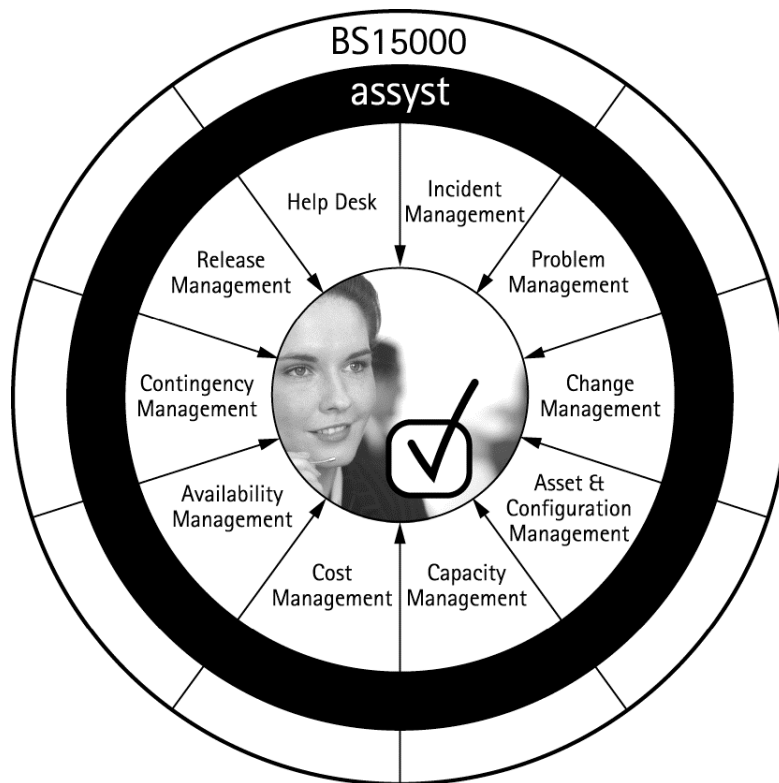 BS15000
assyst
Help Desk
Incident
Management
Problem
Management
Change
Management
Asset &
Configuration
Management
Capacity
Management
Cost
Management
Availability
Management
Contingency
Management
Release
Management